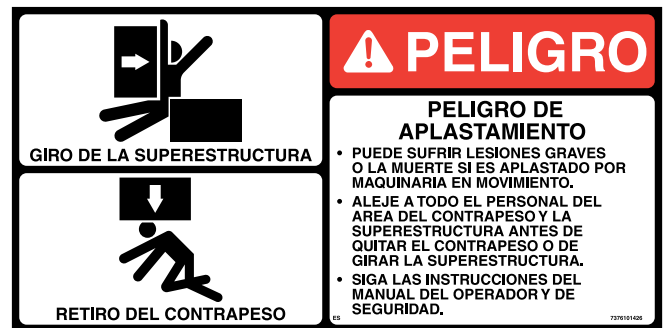 GIRO DE LA SUPERESTRUCTURA
RETIRO DEL CONTRAPESO
PELIGRO
PELIGRO DE
APLASTAMIENTO
• PUEDE SUFRIR LESIONES GRAVES
O LA MUERTE SI ES APLASTADO POR
MAQUINARIA EN MOVIMIENTO.
• ALEJE A TODO EL PERSONAL DEL
AREA DEL CONTRAPESO Y LA
SUPERESTRUCTURA ANTES DE
QUITAR EL CONTRAPESO O DE
GIRAR LA SUPERESTRUCTURA.
• SIGA LAS INSTRUCCIONES DEL
MANUAL DEL OPERADOR Y DE
SEGURIDAD.
ES 7376101426